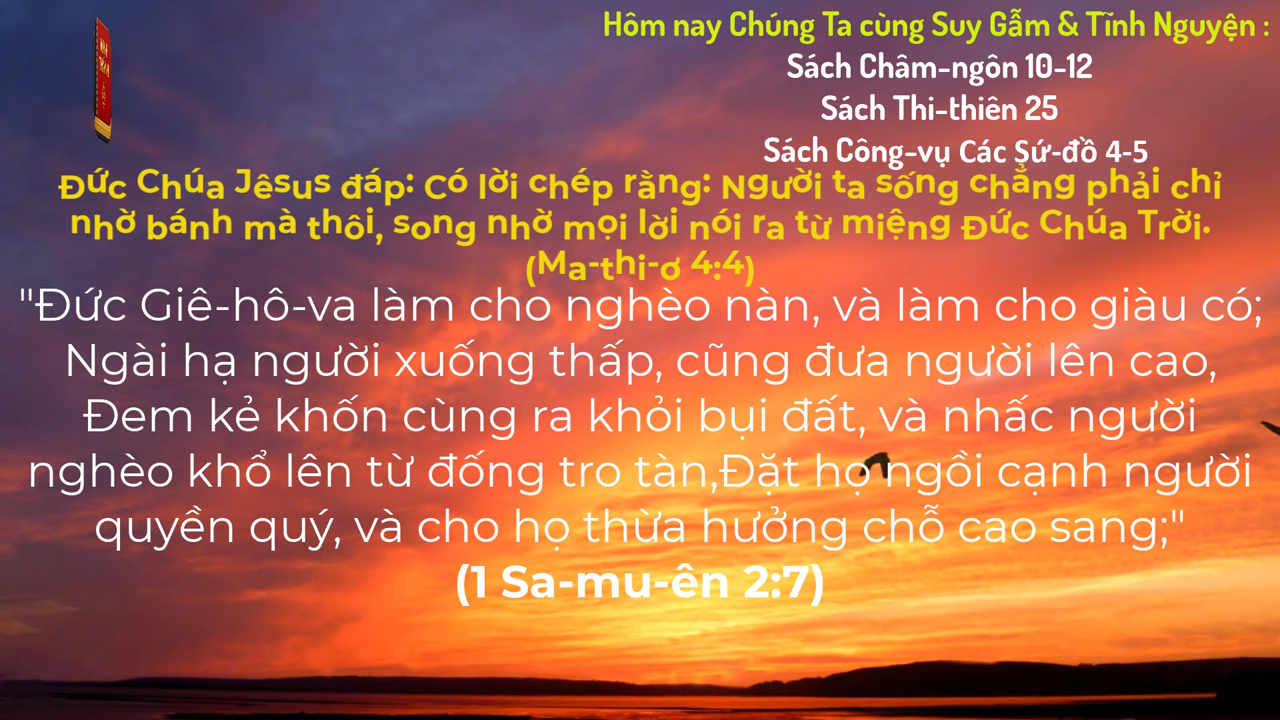 Hôm nay Chúng Ta cùng Suy Gẫm & Tĩnh Nguyện :
Sách Châm-ngôn 10-12
Sách Thi-thiên 25
Sách Công-vụ Các Sứ-đồ 4-5
Đức Chúa Jêsus đáp: Có lời chép rằng: Người ta sống chẳng phải chỉ
nhờ bánh mà thôi, song nhờ mọi lời nói ra từ miệng Đức Chúa Trời.
(Ma-thi-ơ 4:4)
"Đức Giê-hô-va làm cho nghèo nàn, và làm cho giàu có;
Ngài hạ người xuống thấp, cũng đưa người lên cao,
Đem kẻ khốn cùng ra khỏi bụi đất, và nhấc người
nghèo khổ lên từ đống tro tàn,Đặt họ ngồi cạnh người
quyền quý, và cho họ thừa hưởng chỗ cao sang;"
(1 Sa-mu-ên 2:7)